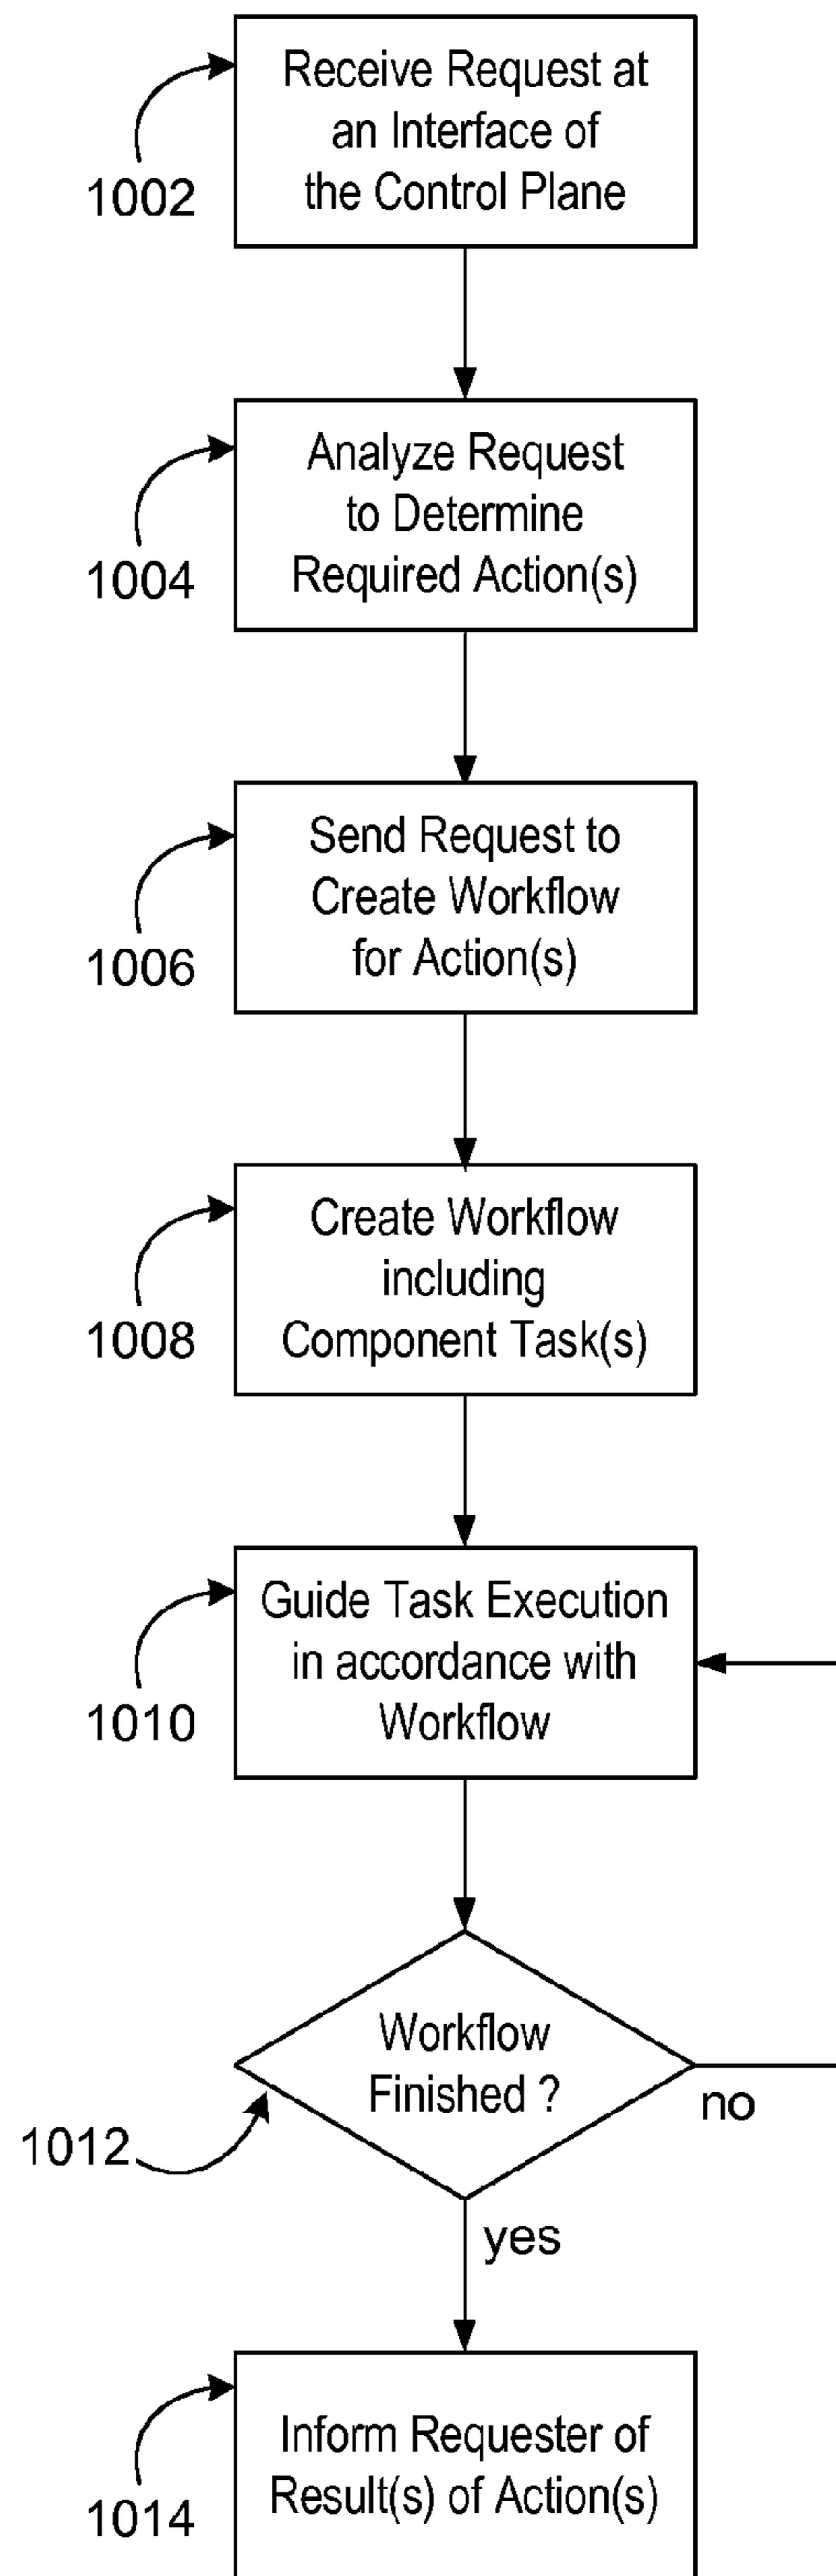 Receive Request at
an Interface of
the Control Plane
1002
Analyze Request
to Determine
Required Action(s)
1004
Send Request to
Create Workflow
for Action(s)
1006
Create Workflow
including
Component Task(s)
1008
Guide Task Execution
in accordance with
Workflow
1010
Workflow
Finished ?
no
1012
yes
Inform Requester of
Result(s) of Action(s)
1014